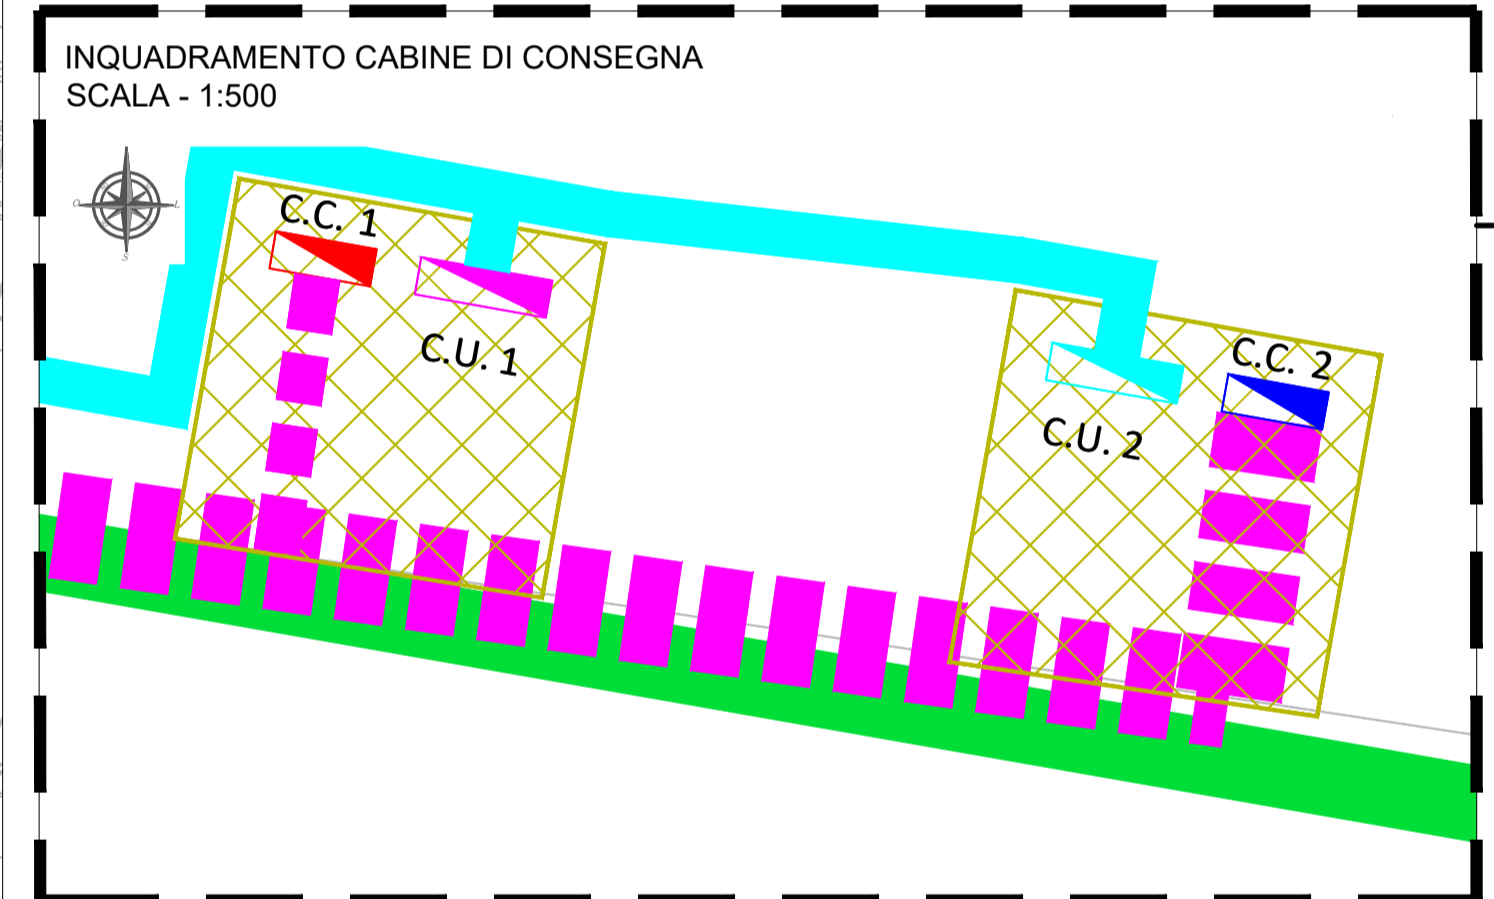 INQUADRAMENTO CABINE DI CONSEGNA
SCALA - 1:500
O
L
S
C.C. 1
C.U. 1
C.C. 2
C.U. 2